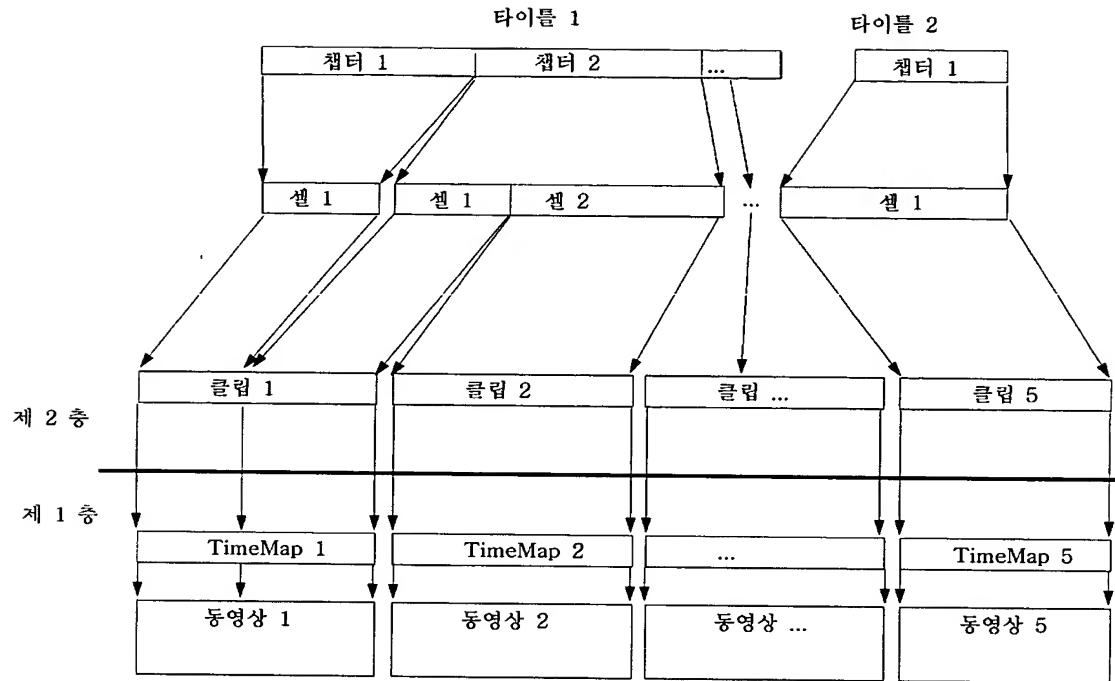 타이틀 1
타이틀 2
챕터 1
챕터 2
...
챕터 1
셀 1
셀 1
셀 2
...
셀 1
클립 1
클립 2
클립 ...
클립 5
제 2 층
제 1 층
TimeMap 1
TimeMap 2
...
TimeMap 5
동영상 1
동영상 2
동영상 ...
동영상 5